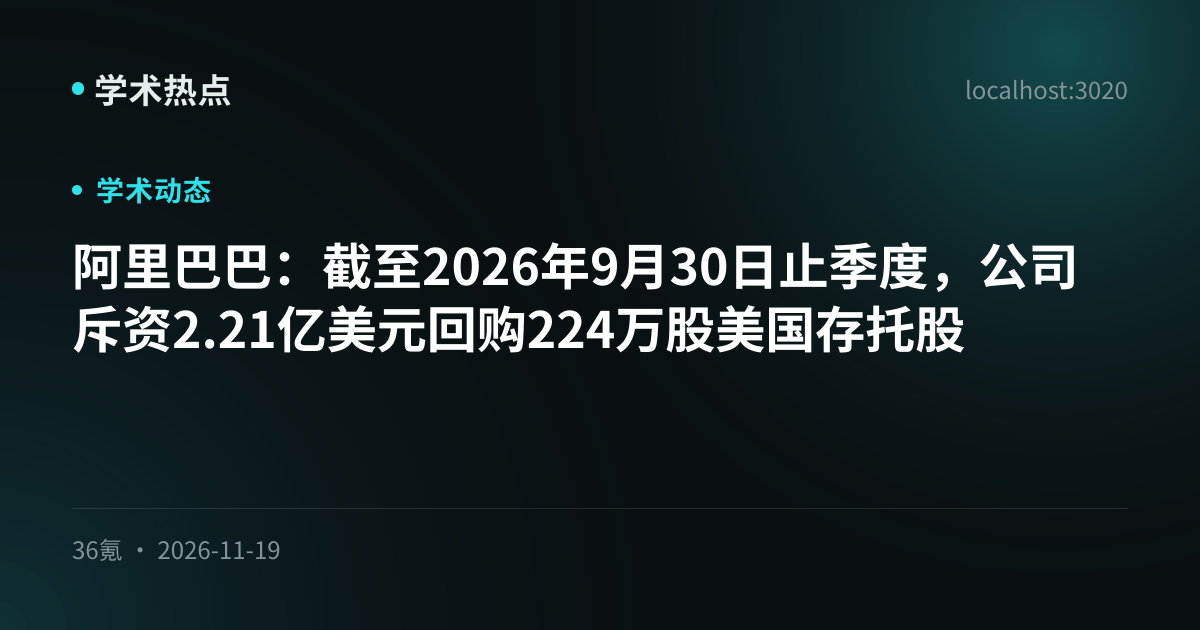 学术热点
localhost:3020
学术动态
阿里巴巴：截至2026年9月30日止季度，公司
斥资2.21亿美元回购224万股美国存托股
36氪 · 2026-11-19